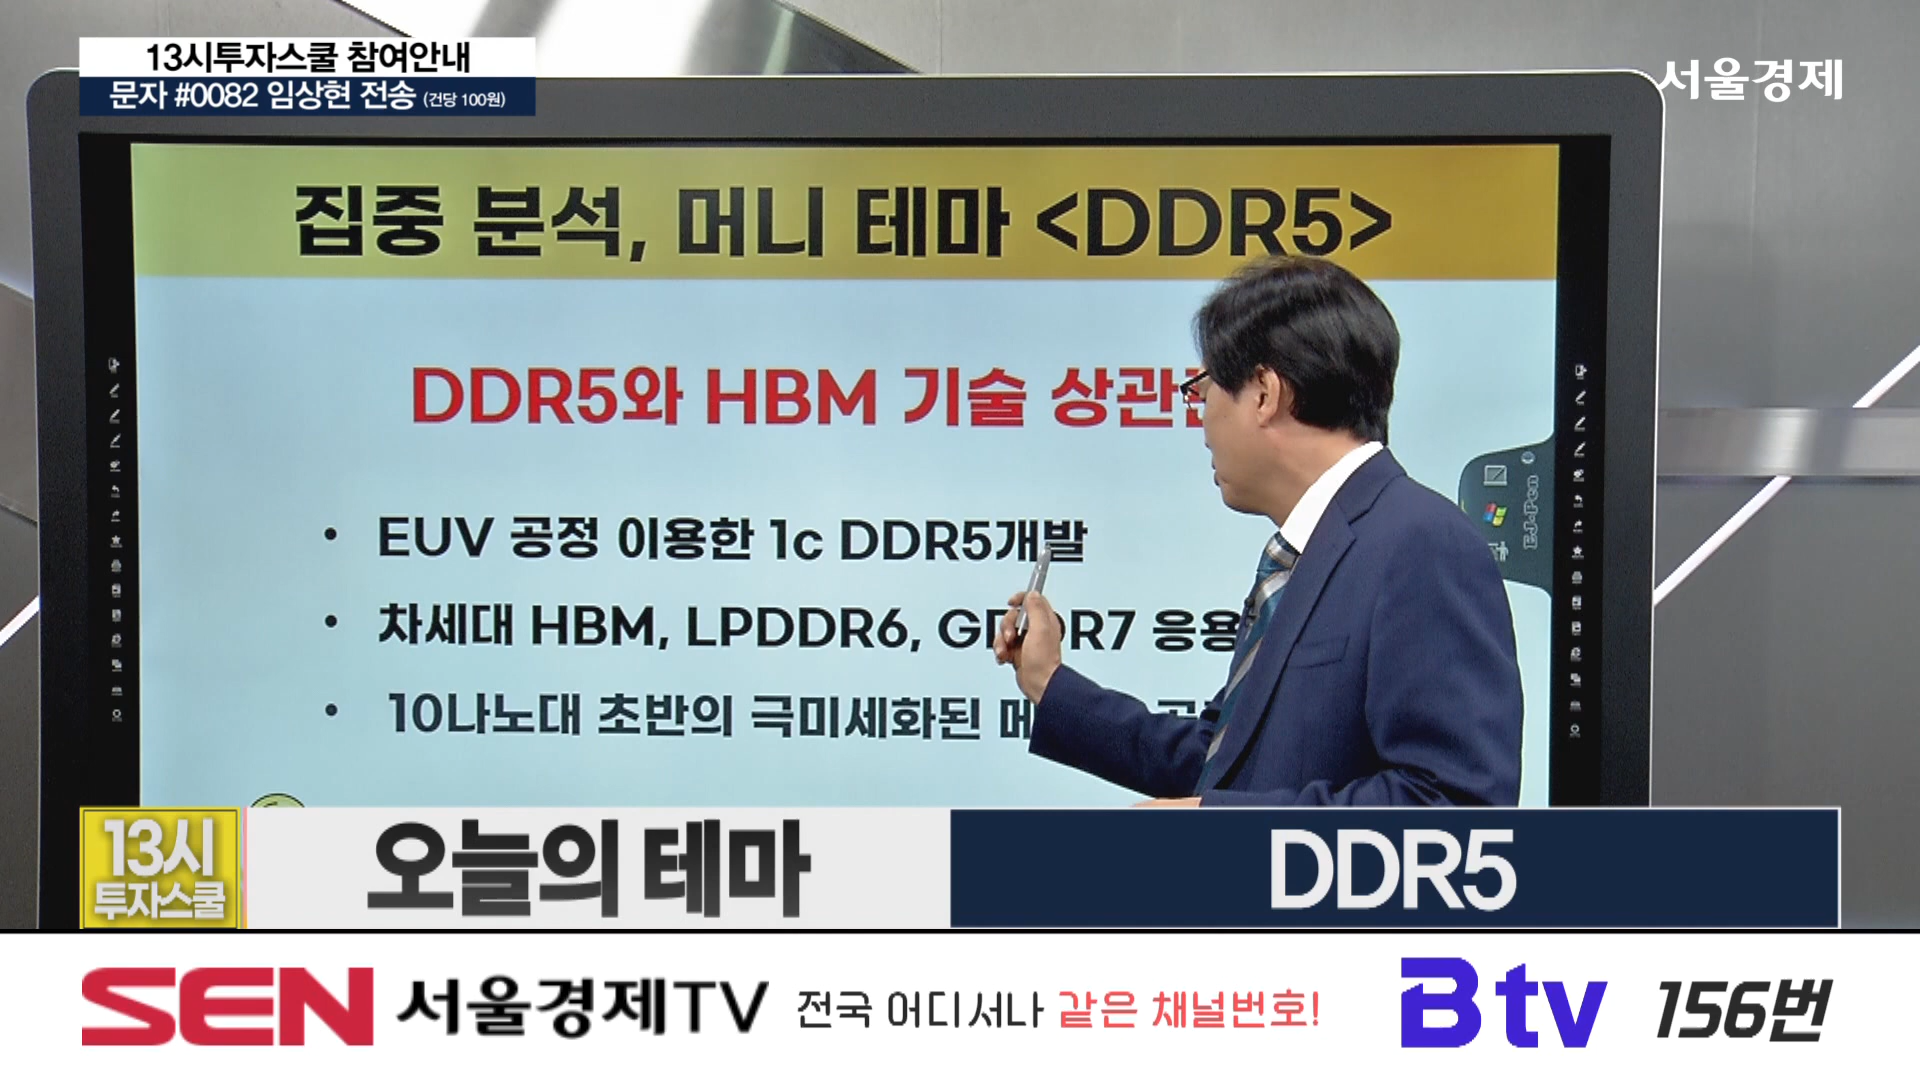 13시투자스쿨 참여안내
문자 #0082 임상현 전송 (건당 100원)
서울경제
집중 분석, 머니 테마 <DDR5>
DDR5와 HBM 기술
• EUV 공정 이용한 1c DDR5개발
• 차세대 HBM, LPDDR6, GDDR7 응용
• 10나노대 초반의 극미세화된
EJ-Pen
13시
투자스쿨
오늘의 테마
DDR5
SEN 서울경제TV 전국 어디서나 같은 채널번호! B tv 156번